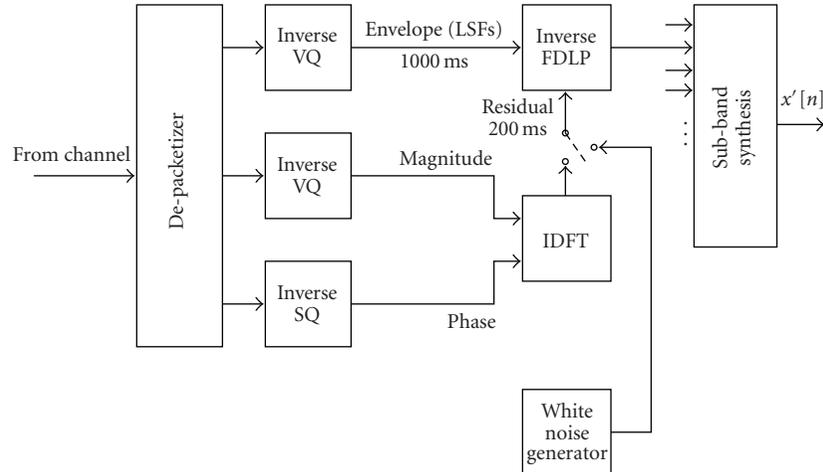 Inverse
VQ
Envelope (LSFs)
1000 ms
Inverse
FDLP
Residual
200 ms
Sub-band
synthesis
x′[n]
From channel
De-packetizer
Inverse
VQ
Magnitude
IDFT
Inverse
SQ
Phase
White
noise
generator